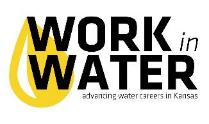 WORK in
WATER
advancing water careers in Kansas